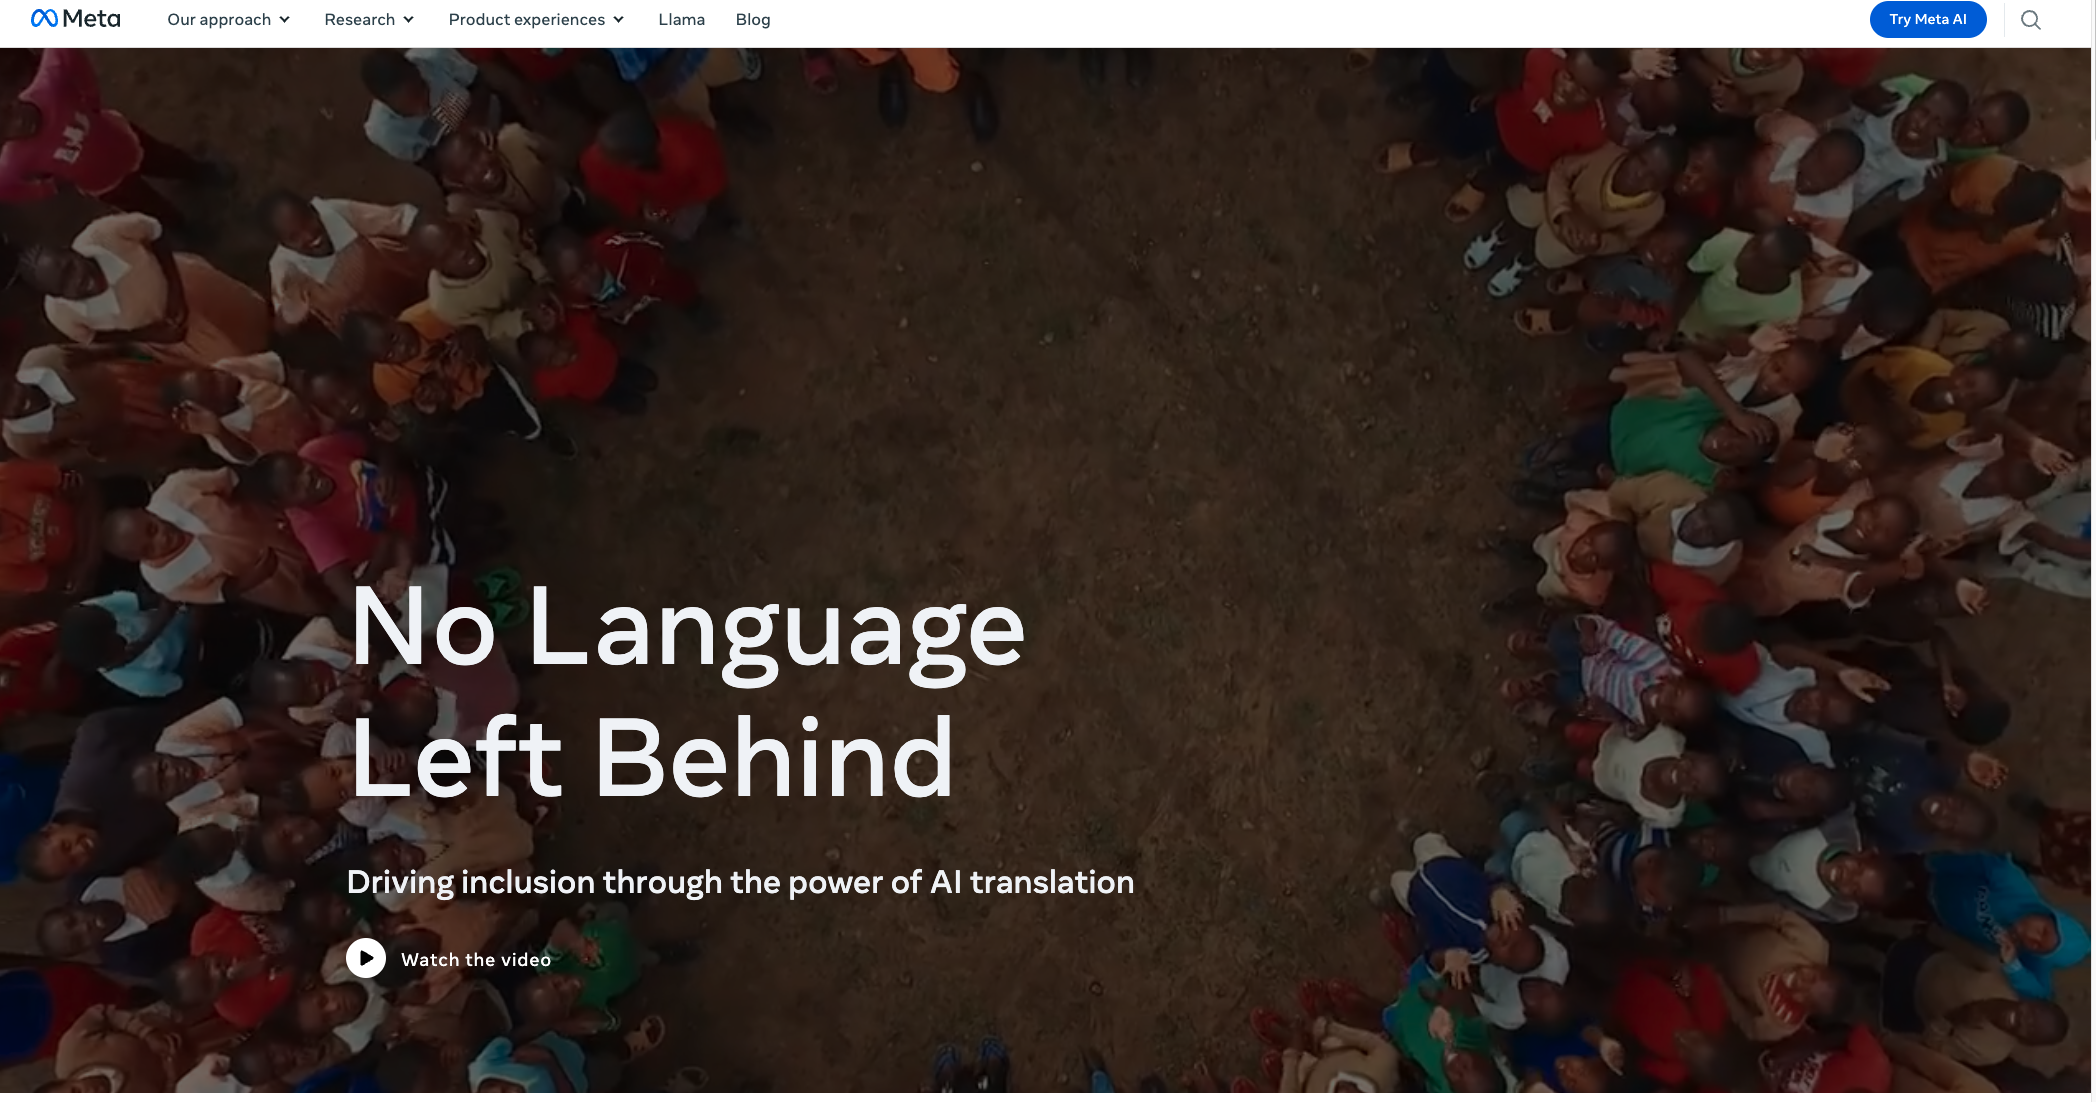 Meta
Our approach
Research
Product experiences
Llama
Blog
Try Meta AI
No Language
Left Behind
Driving inclusion through the power of AI translation
Watch the video